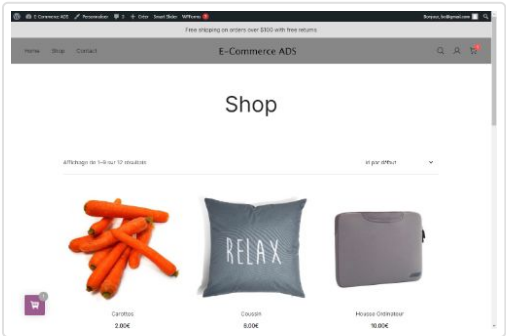 E-Commerce ADS Personnaliser 0 + Créer Smart Slider WPForms
Free shipping on orders over $100 with free returns
Home Shop Contact E-Commerce ADS
Shop
Affichage de 1–9 sur 12 résultats
Tri par défaut
RELAX
Carottes Coussin Housse Ordinateur
2.00€ 8.00€ 10.00€